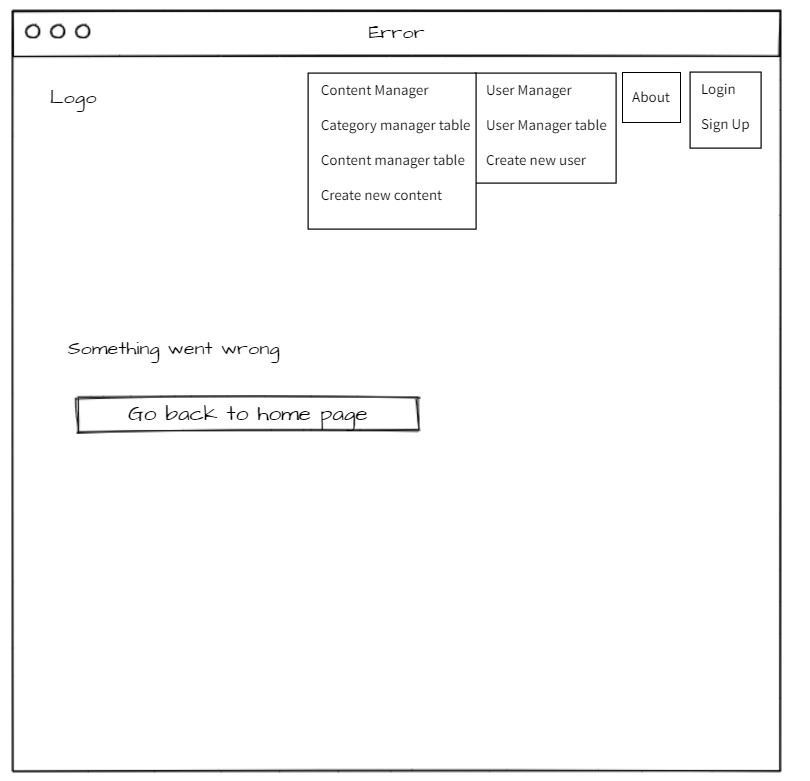 Error
Logo
Content Manager
Category manager table
Content manager table
Create new content
User Manager
User Manager table
Create new user
About
Login
Sign Up
Something went wrong
Go back to home page